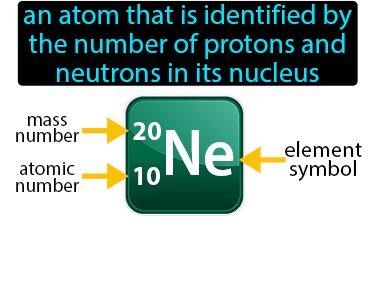 an atom that is identified by
the number of protons and
neutrons in its nucleus
mass
number
20
Ne
atomic
number
10
element
symbol